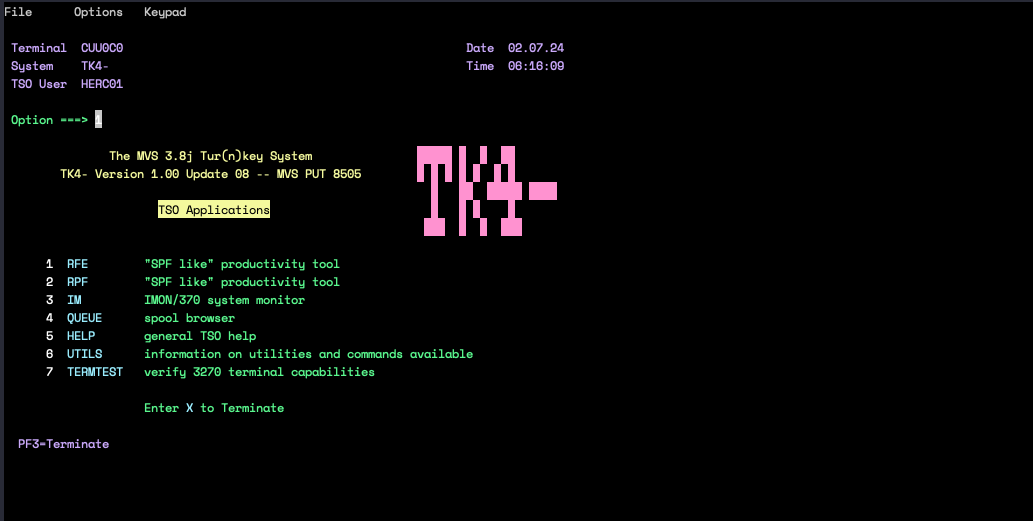 File Options Keypad
Terminal CUU0C0 Date 02.07.24
System TK4- Time 06:16:09
TSO User HERC01
Option ===> 1
The MVS 3.8j Tur(n)key System
TK4- Version 1.00 Update 08 -- MVS PUT 8505
TK4-
TSO Applications
1 RFE "SPF like" productivity tool
2 RPF "SPF like" productivity tool
3 IM IMON/370 system monitor
4 QUEUE spool browser
5 HELP general TSO help
6 UTILS information on utilities and commands available
7 TERMTEST verify 3270 terminal capabilities
Enter X to Terminate
PF3=Terminate